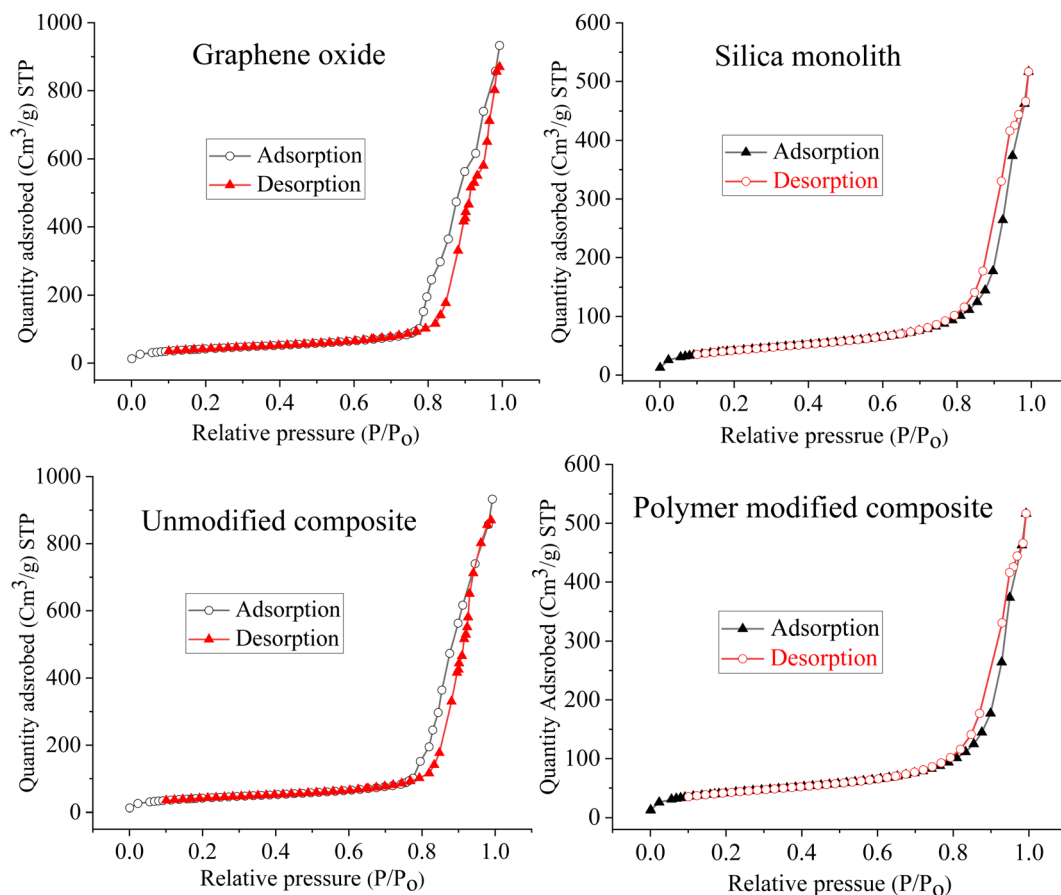 Graphene oxide
Adsorption
Desorption
Quantity adsrobed (Cm³/g) STP
1000
800
600
400
200
0
0.0 0.2 0.4 0.6 0.8 1.0
Relative pressure (P/Po)
Silica monolith
Adsorption
Desorption
Quantity adsorbed (Cm³/g) STP
600
500
400
300
200
100
0
0.0 0.2 0.4 0.6 0.8 1.0
Relative pressrue (P/Po)
Unmodified composite
Adsorption
Desorption
Quantity adsrobed (Cm³/g) STP
1000
800
600
400
200
0
0.0 0.2 0.4 0.6 0.8 1.0
Relative pressure (P/Po)
Polymer modified composite
Adsorption
Desorption
Quantity Adsrobed (Cm³/g) STP
600
500
400
300
200
100
0
0.0 0.2 0.4 0.6 0.8 1.0
Relative pressue (P/Po)